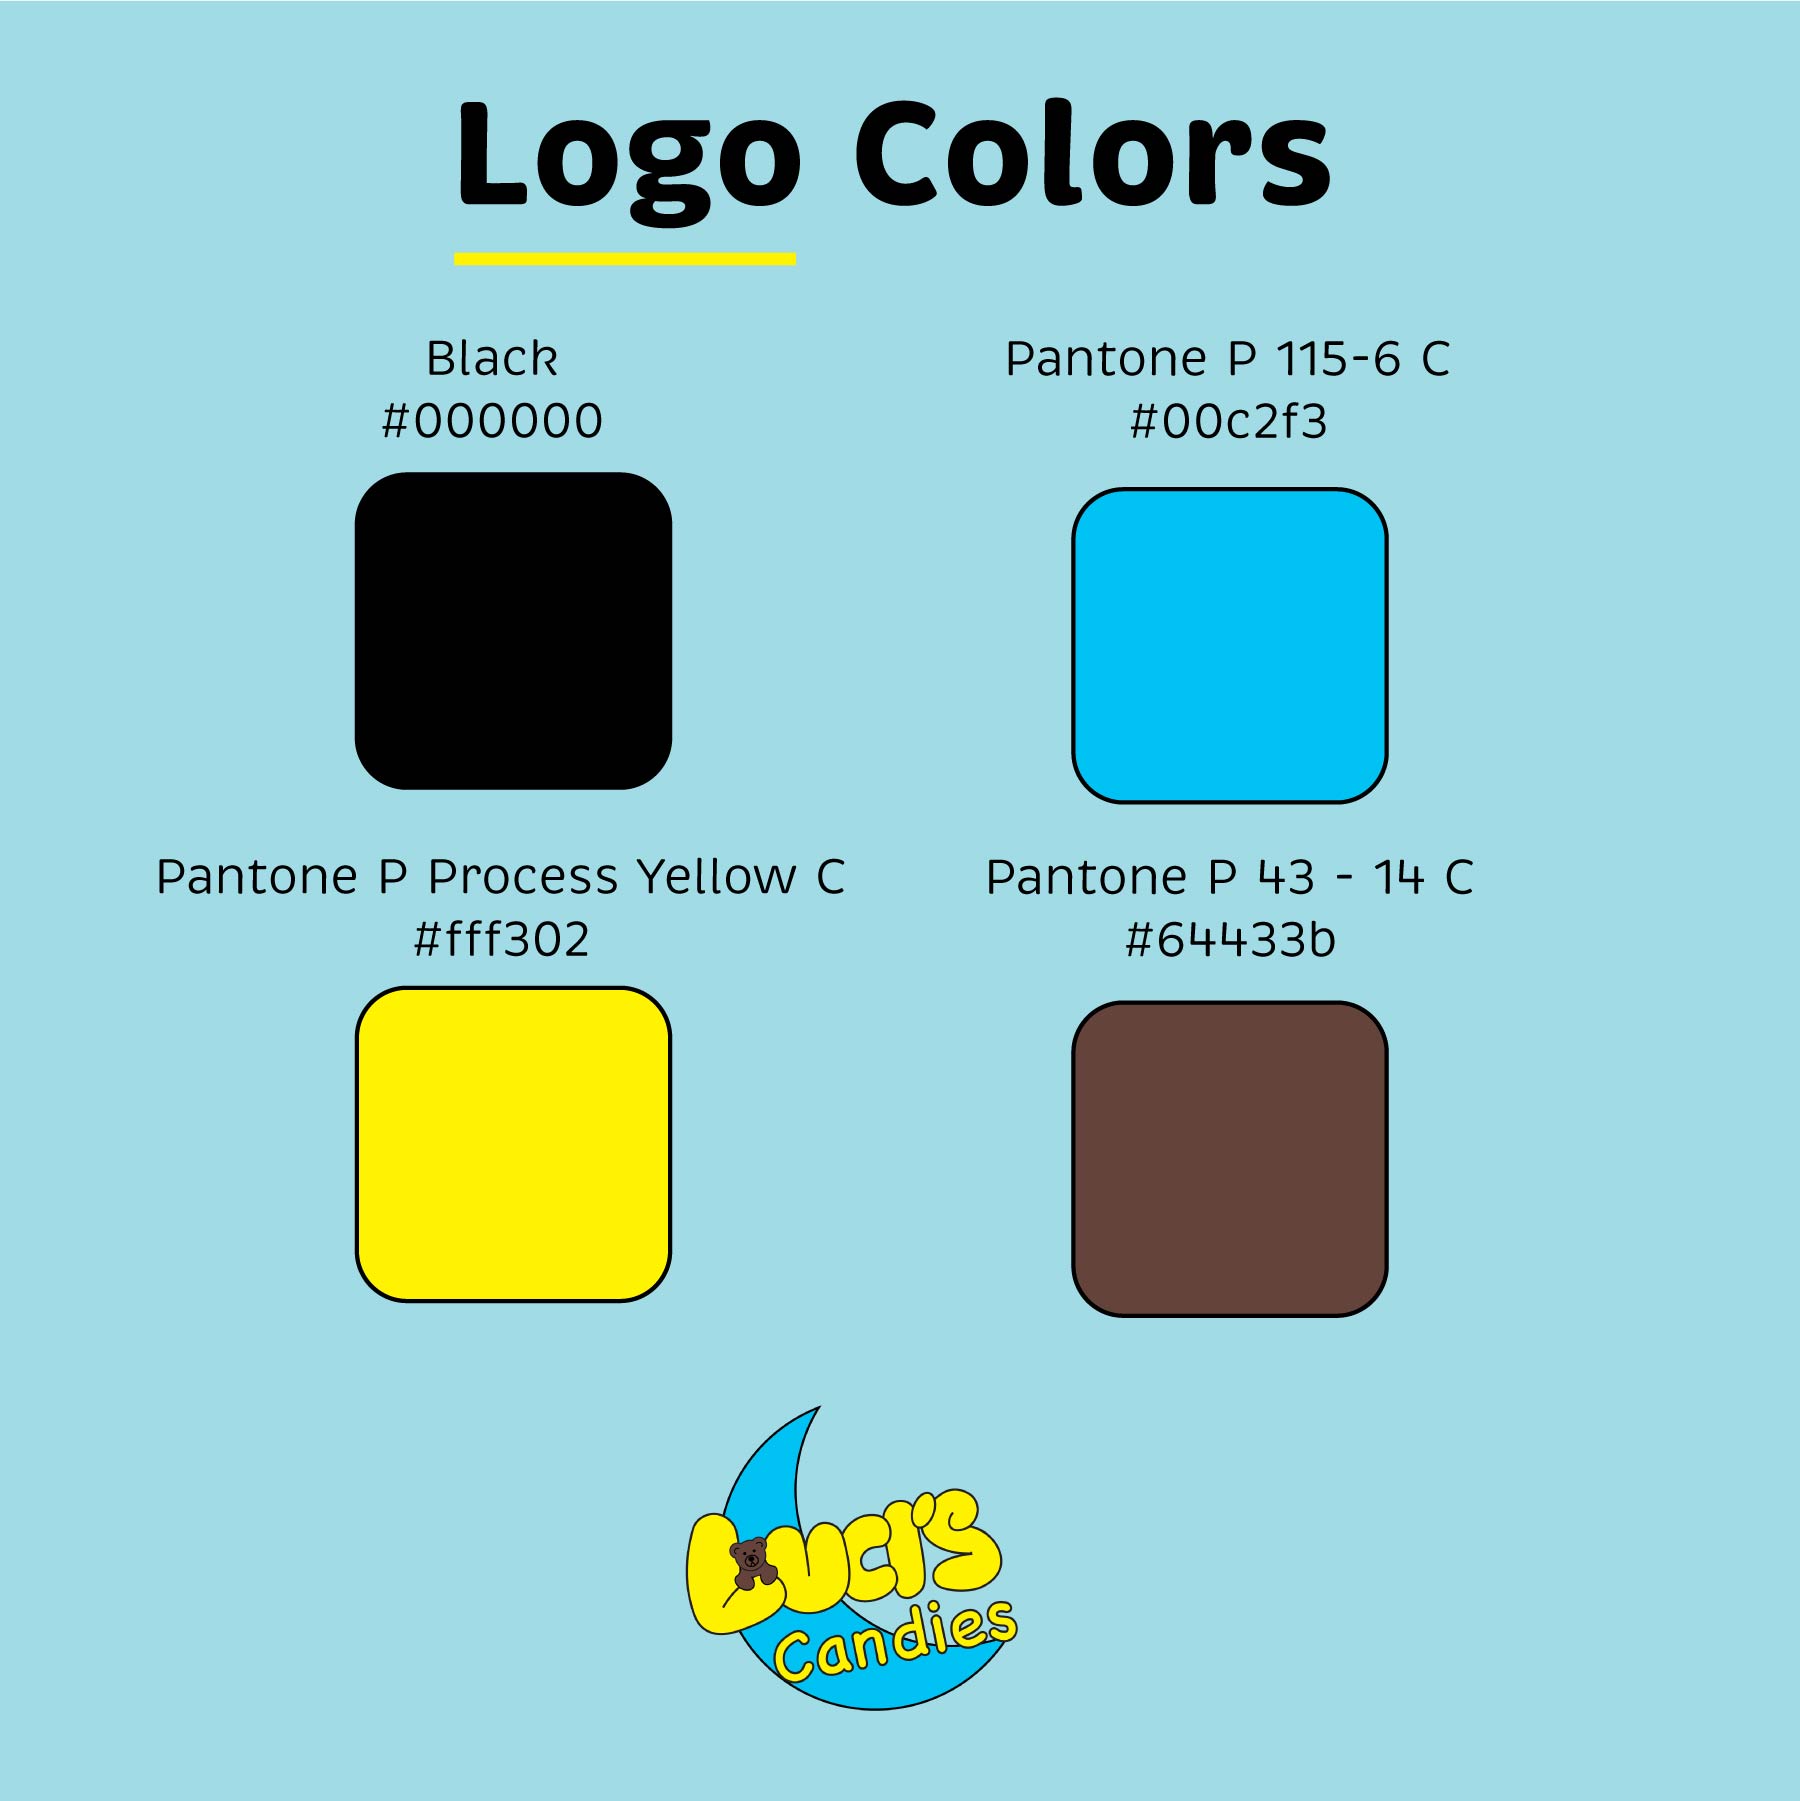 Logo Colors
Black
#000000
Pantone P 115-6 C
#00c2f3
Pantone P Process Yellow C
#fff302
Pantone P 43 - 14 C
#64433b
Luci's
Candies